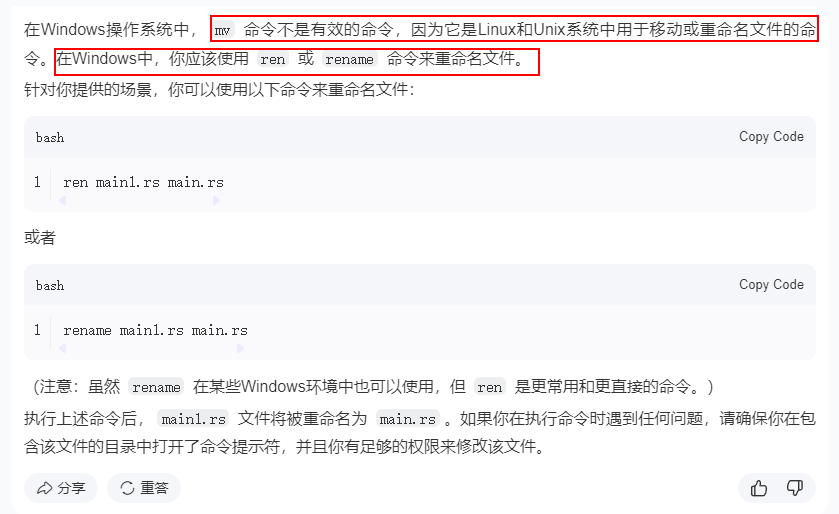 在Windows操作系统中， mv 命令不是有效的命令，因为它是Linux和Unix系统中用于移动或重命名文件的命
令。在Windows中，你应该使用 ren 或 rename 命令来重命名文件。
针对你提供的场景，你可以使用以下命令来重命名文件：
bash Copy Code
1 ren main1.rs main.rs
或者
bash Copy Code
1 rename main1.rs main.rs
（注意：虽然 rename 在某些Windows环境中也可以使用，但 ren 是更常用和更直接的命令。）
执行上述命令后， main1.rs 文件将被重命名为 main.rs 。如果你在执行命令时遇到任何问题，请确保你在包
含该文件的目录中打开了命令提示符，并且你有足够的权限来修改该文件。
分享 重答